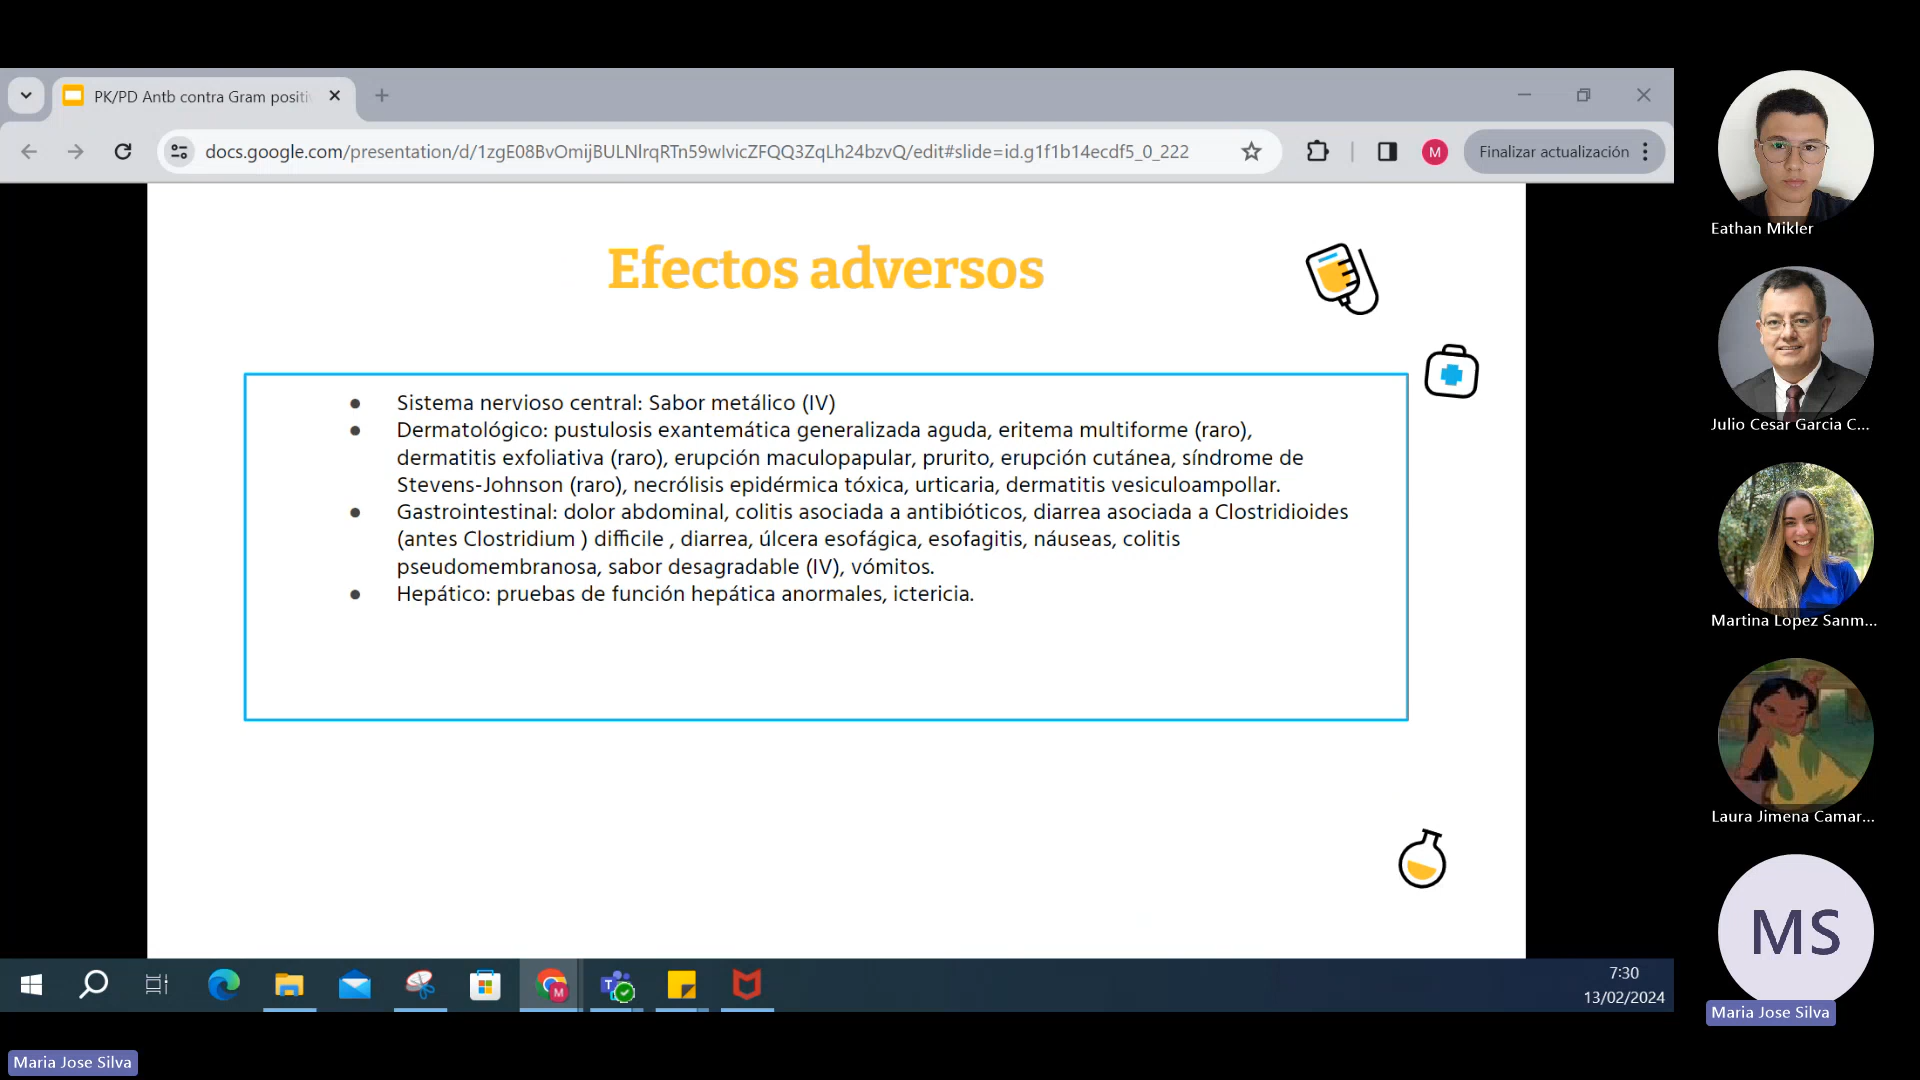 PK/PD Antb contra Gram positi
docs.google.com/presentation/d/1zgE08BvOmijBULNlrqRTn59wIvicZFQQ3ZqLh24bzvQ/edit#slide=id.g1f1b14ecdf5_0_222
M
Finalizar actualización
Efectos adversos
● Sistema nervioso central: Sabor metálico (IV)
● Dermatológico: pustulosis exantemática generalizada aguda, eritema multiforme (raro),
dermatitis exfoliativa (raro), erupción maculopapular, prurito, erupción cutánea, síndrome de
Stevens-Johnson (raro), necrólisis epidérmica tóxica, urticaria, dermatitis vesiculoampollar.
● Gastrointestinal: dolor abdominal, colitis asociada a antibióticos, diarrea asociada a Clostridioides
(antes Clostridium ) difficile , diarrea, úlcera esofágica, esofagitis, náuseas, colitis
pseudomembranosa, sabor desagradable (IV), vómitos.
● Hepático: pruebas de función hepática anormales, ictericia.
7:30
13/02/2024
Eathan Mikler
Julio Cesar Garcia C...
Martina Lopez Sanm...
Laura Jimena Camar...
MS
Maria Jose Silva
Maria Jose Silva